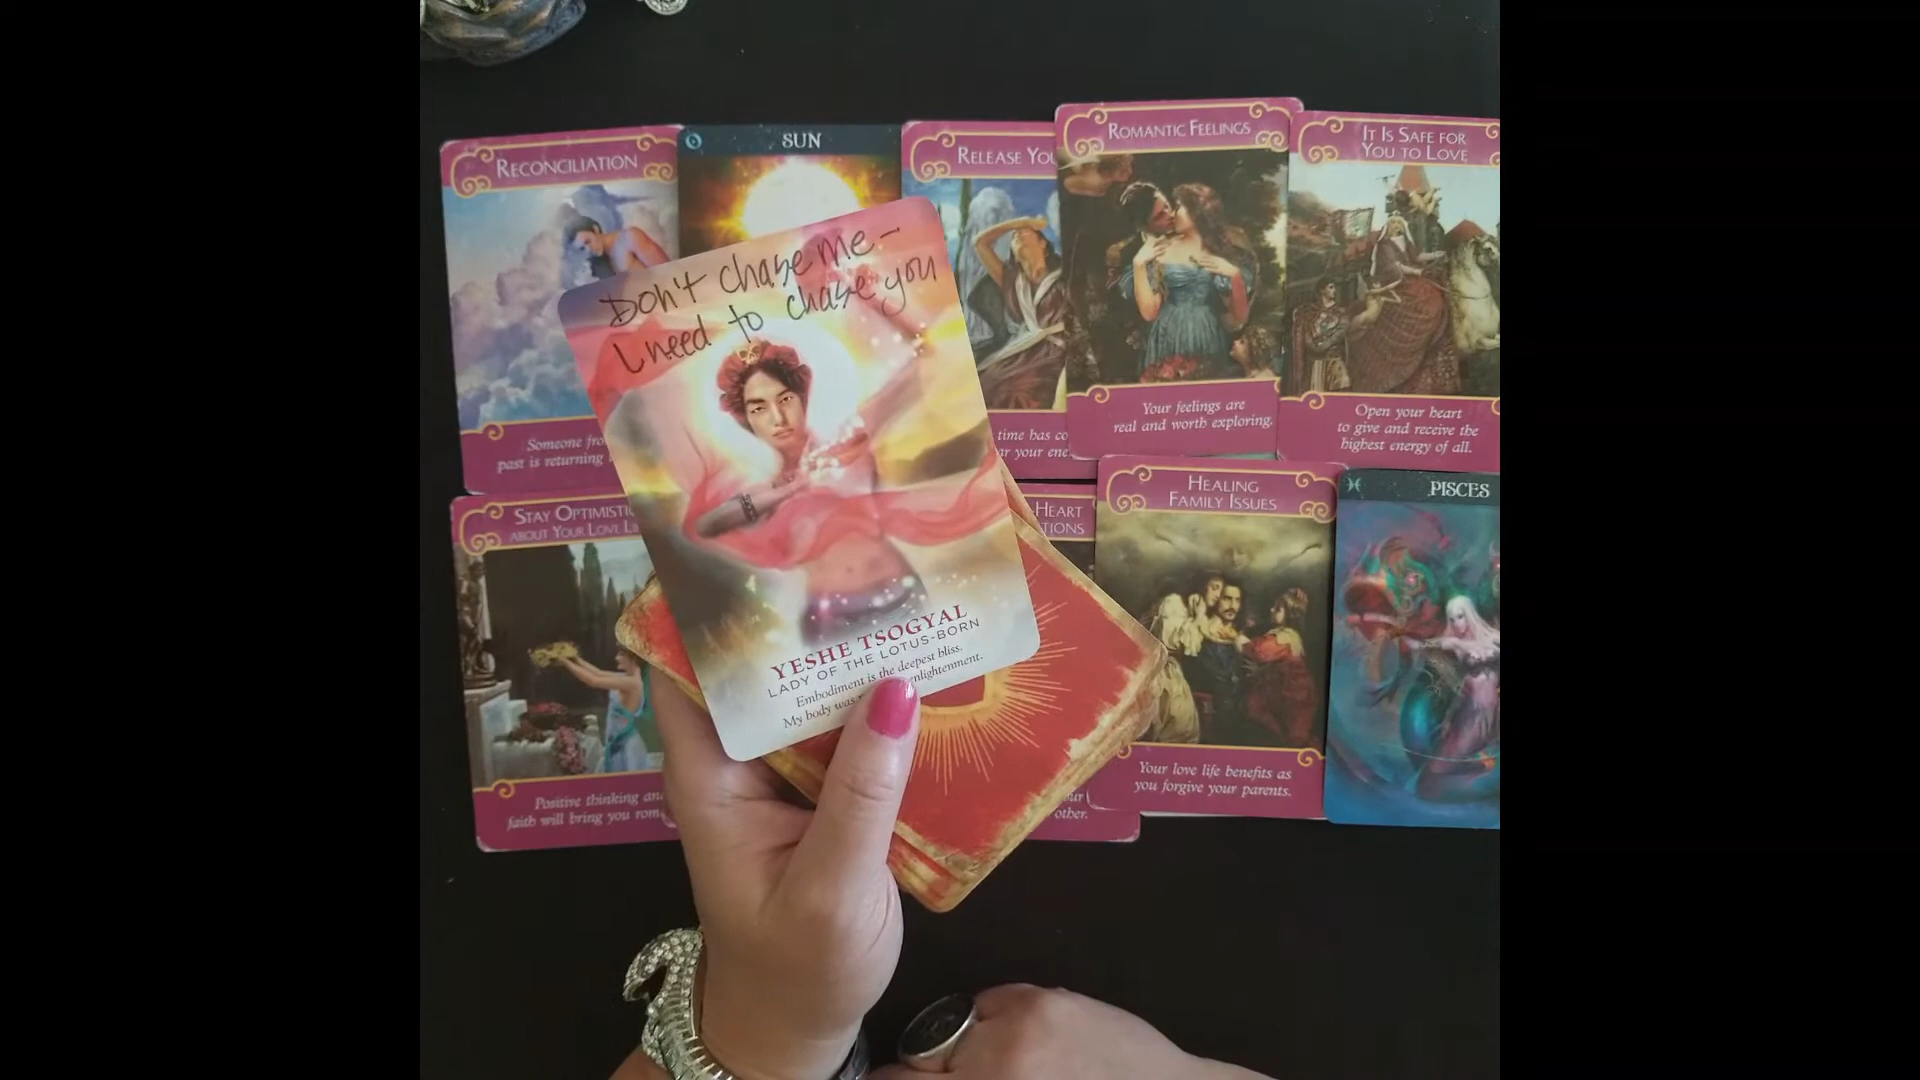 RECONCILIATION
Someone fro
past is returning
SUN
RELEASE YOU
time has co
ar your ene
ROMANTIC FEELINGS
Your feelings are
real and worth exploring.
IT IS SAFE FOR
YOU TO LOVE
Open your heart
to give and receive the
highest energy of all.
Don't chase me-
I need to chase you
YESHE TSOGYAL
LADY OF THE LOTUS-BORN
Embodiment is the deepest bliss.
My body was enlightenment.
STAY OPTIMISTIC
ABOUT YOUR LOVE LI
Positive thinking an
faith will bring you rom
HEART
TIONS
our
other.
HEALING
FAMILY ISSUES
Your love life benefits as
you forgive your parents.
PISCES